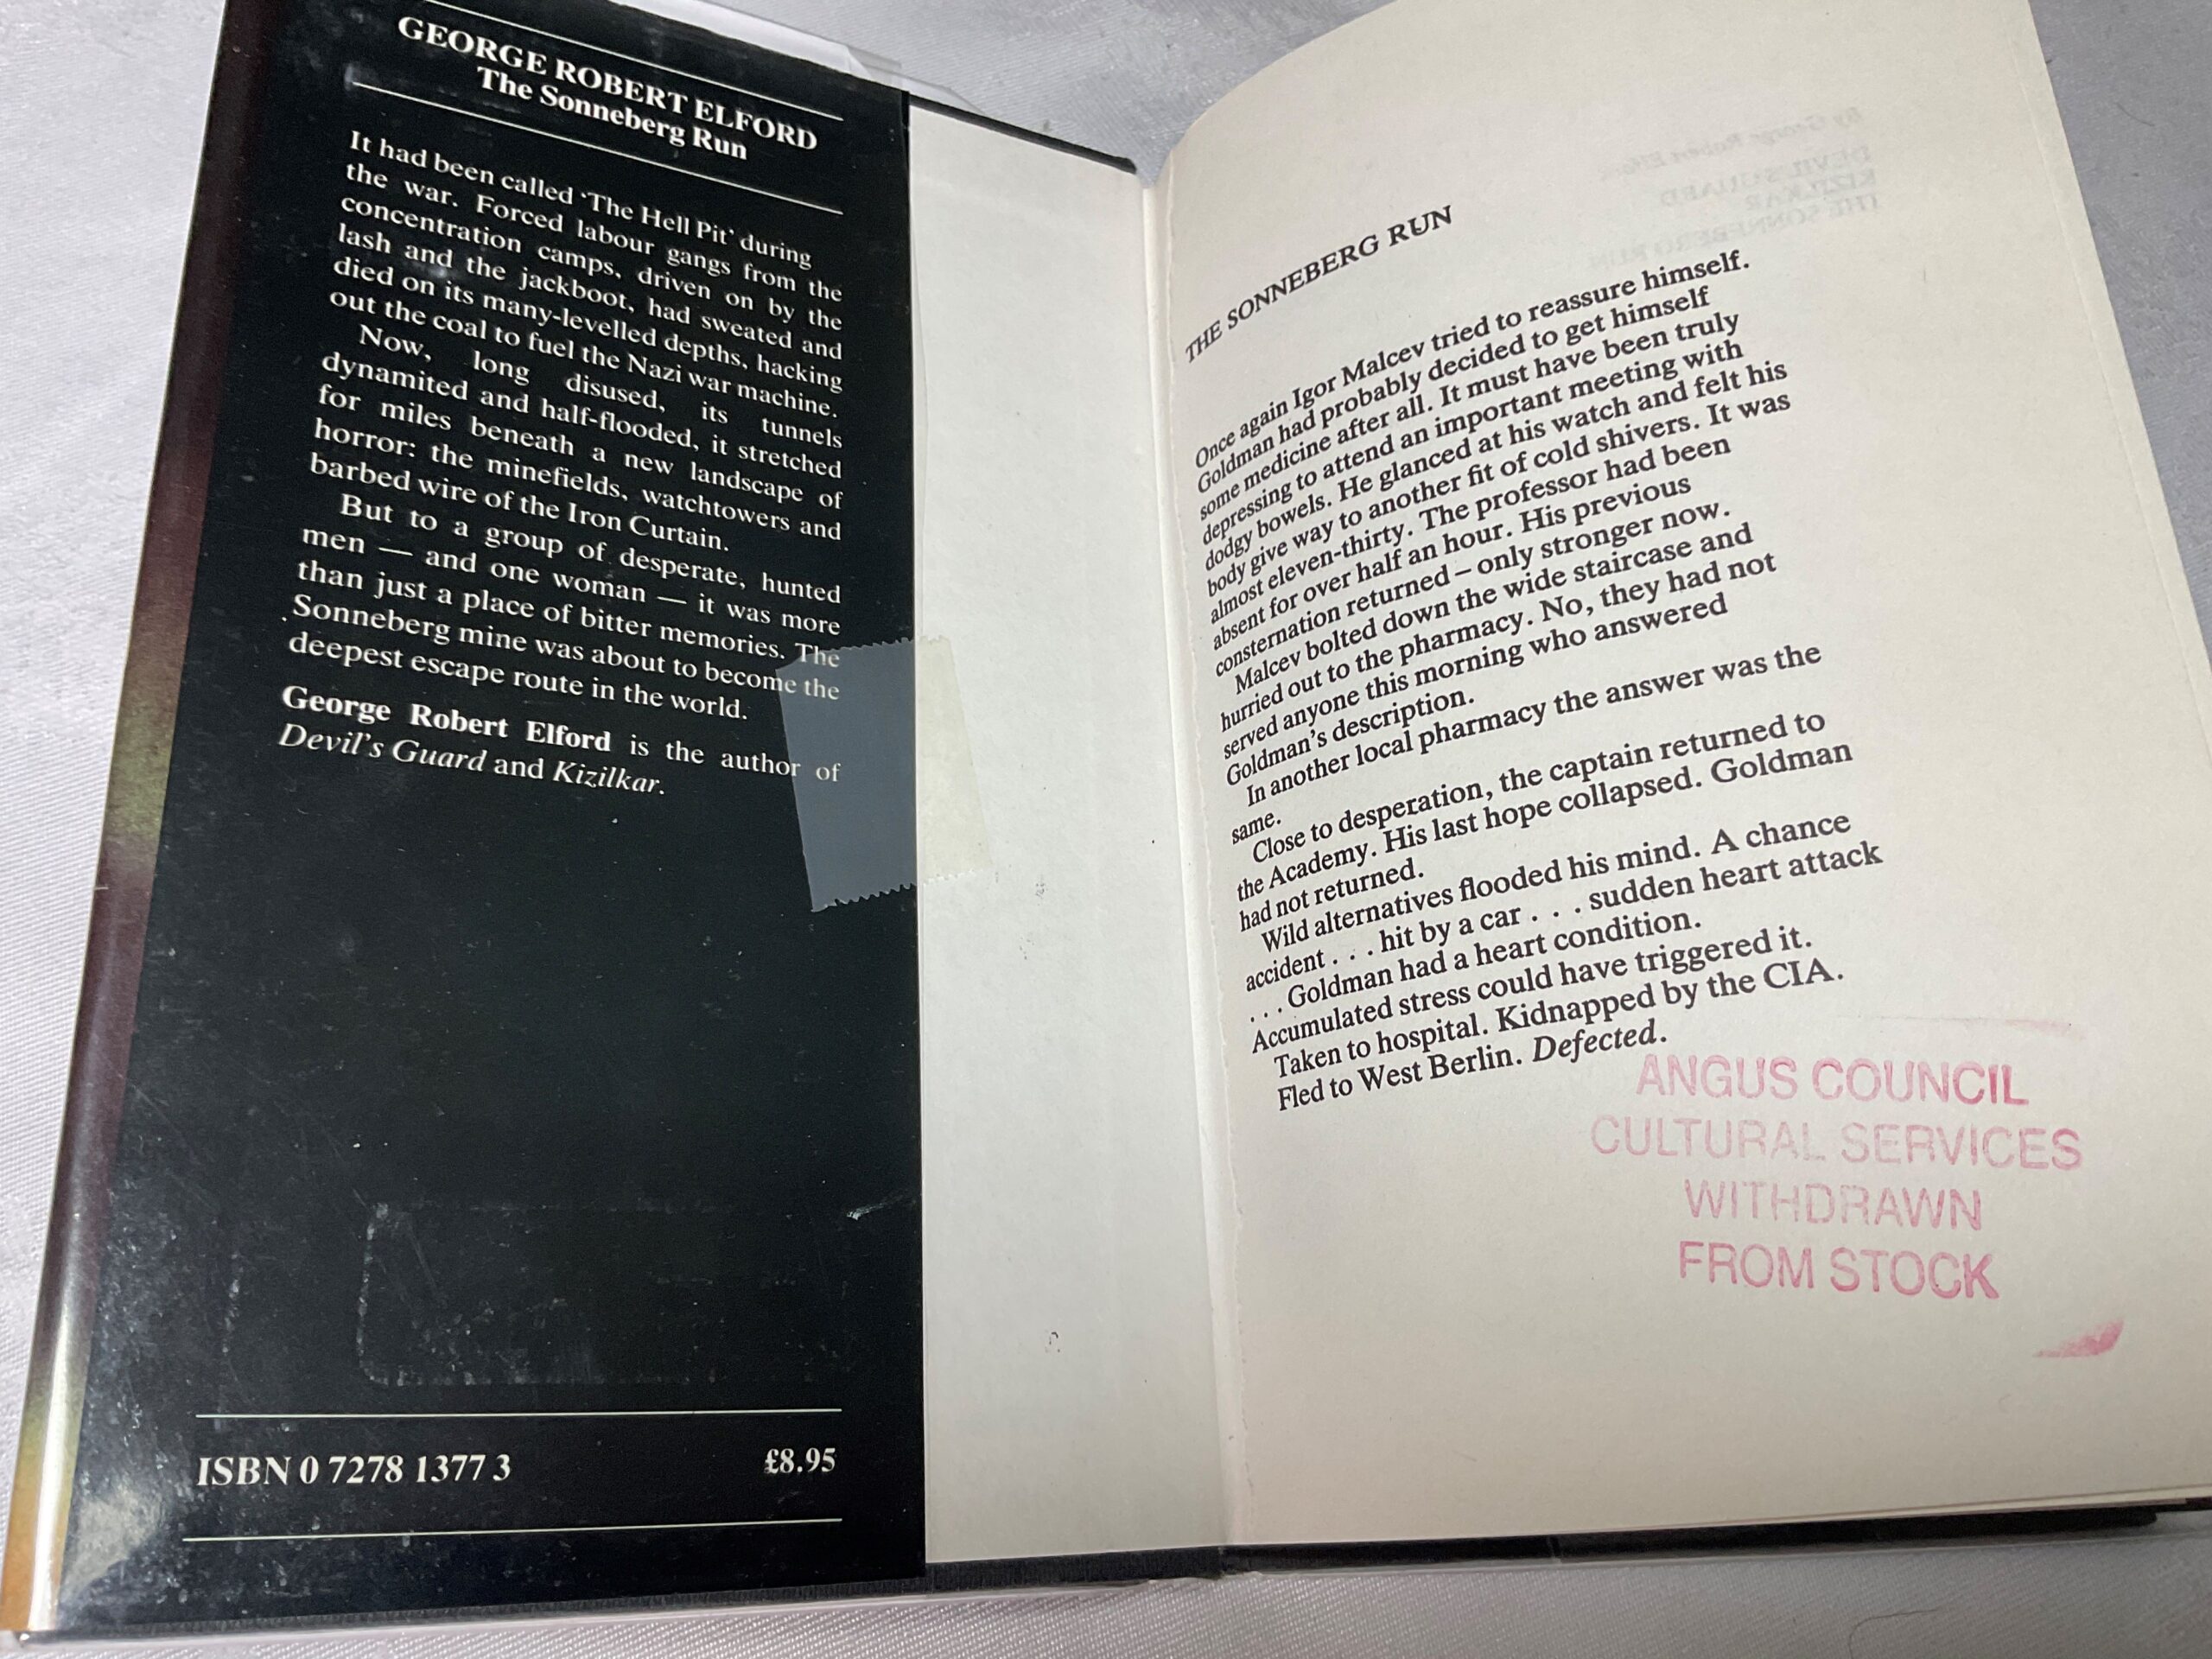 GEORGE ROBERT ELFORD
The Sonneberg Run
It had been called 'The Hell Pit' during
the war. Forced labour gangs from the
concentration camps, driven on by the
lash and the jackboot, had sweated and
died on its many-levelled depths, hacking
out the coal to fuel the Nazi war machine.
Now, long disused, its tunnels
dynamited and half-flooded, it stretched
for miles beneath a new landscape of
horror: the minefields, watchtowers and
barbed wire of the Iron Curtain.
But to a group of desperate, hunted
men — and one woman — it was more
than just a place of bitter memories. The
Sonneberg mine was about to become the
deepest escape route in the world.
George Robert Elford is the author of
Devil's Guard and Kizilkar.
ISBN 0 7278 1377 3
£8.95
THE SONNEBERG RUN
Once again Igor Malcev tried to reassure himself.
Goldman had probably decided to get himself
some medicine after all. It must have been truly
depressing to attend an important meeting with
dodgy bowels. He glanced at his watch and felt his
body give way to another fit of cold shivers. It was
almost eleven-thirty. The professor had been
absent for over half an hour. His previous
consternation returned – only stronger now.
Malcev bolted down the wide staircase and
hurried out to the pharmacy. No, they had not
served anyone this morning who answered
Goldman's description.
In another local pharmacy the answer was the
same.
Close to desperation, the captain returned to
the Academy. His last hope collapsed. Goldman
had not returned.
Wild alternatives flooded his mind. A chance
accident . . . hit by a car . . . sudden heart attack
. . . Goldman had a heart condition.
Accumulated stress could have triggered it.
Taken to hospital. Kidnapped by the CIA.
Fled to West Berlin. Defected.
ANGUS COUNCIL
CULTURAL SERVICES
WITHDRAWN
FROM STOCK
By George Robert Elford
DEVIL'S GUARD
KIZILKAR
THE SONNEBERG RUN